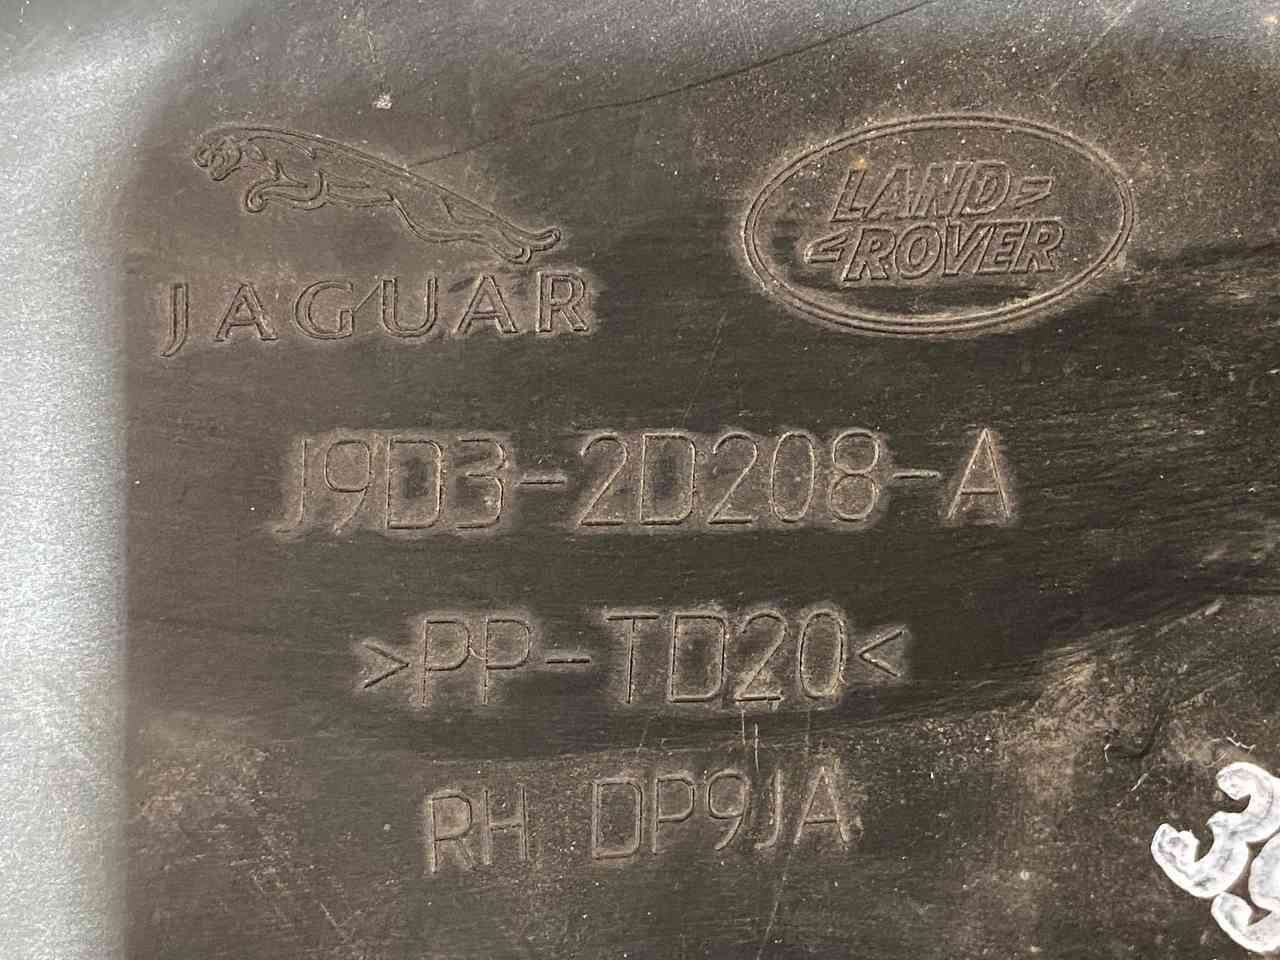 JAGUAR
LAND
ROVER
J9D3-2D208-A
>PP-TD20<
RH DP9JA